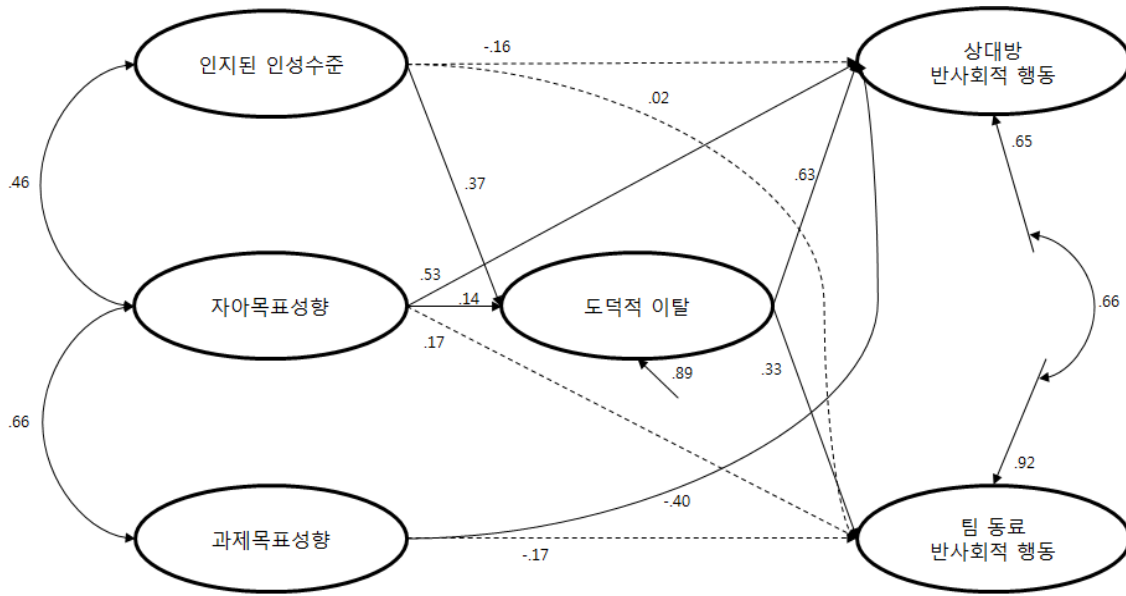 인지된 인성수준
-.16
상대방
반사회적 행동
.02
.65
.46
.37
.63
자아목표성향
.53
.14
.17
도덕적 이탈
.66
.89
.33
.66
과제목표성향
-.40
-.17
.92
팀 동료
반사회적 행동